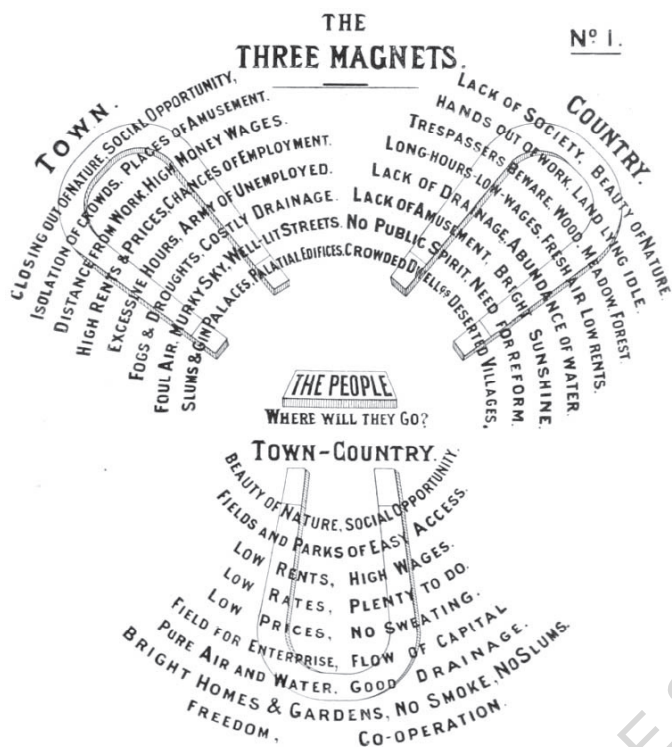 THE
THREE MAGNETS.
Nº 1.
TOWN.
CLOSING OUT OF NATURE. SOCIAL OPPORTUNITY,
ISOLATION OF CROWDS. PLACES OF AMUSEMENT.
DISTANCE FROM WORK. HIGH MONEY WAGES.
HIGH RENTS & PRICES. CHANCES OF EMPLOYMENT.
EXCESSIVE HOURS. ARMY OF UNEMPLOYED.
FOGS & DROUGHTS. COSTLY DRAINAGE.
FOUL AIR. MURKY SKY. WELL-LIT STREETS.
SLUMS & GIN PALACES. PALATIAL EDIFICES.
COUNTRY.
LACK OF SOCIETY. BEAUTY OF NATURE.
HANDS OUT OF WORK. LAND LYING IDLE.
TRESPASSERS BEWARE. WOOD, MEADOW, FOREST.
LONG-HOURS-LOW-WAGES. FRESH AIR LOW RENTS.
LACK OF DRAINAGE. ABUNDANCE OF WATER
LACK OF AMUSEMENT. BRIGHT SUNSHINE.
NO PUBLIC SPIRIT. NEED FOR REFORM.
CROWDED DWELLGS DESERTED VILLAGES,
THE PEOPLE
WHERE WILL THEY GO?
TOWN-COUNTRY.
BEAUTY OF NATURE. SOCIAL OPPORTUNITY.
FIELDS AND PARKS OF EASY ACCESS.
LOW RENTS, HIGH WAGES.
LOW RATES, PLENTY TO DO.
LOW PRICES, NO SWEATING.
FIELD FOR ENTERPRISE, FLOW OF CAPITAL
PURE AIR AND WATER. GOOD DRAINAGE.
BRIGHT HOMES & GARDENS, NO SMOKE, NO SLUMS.
FREEDOM, CO-OPERATION.